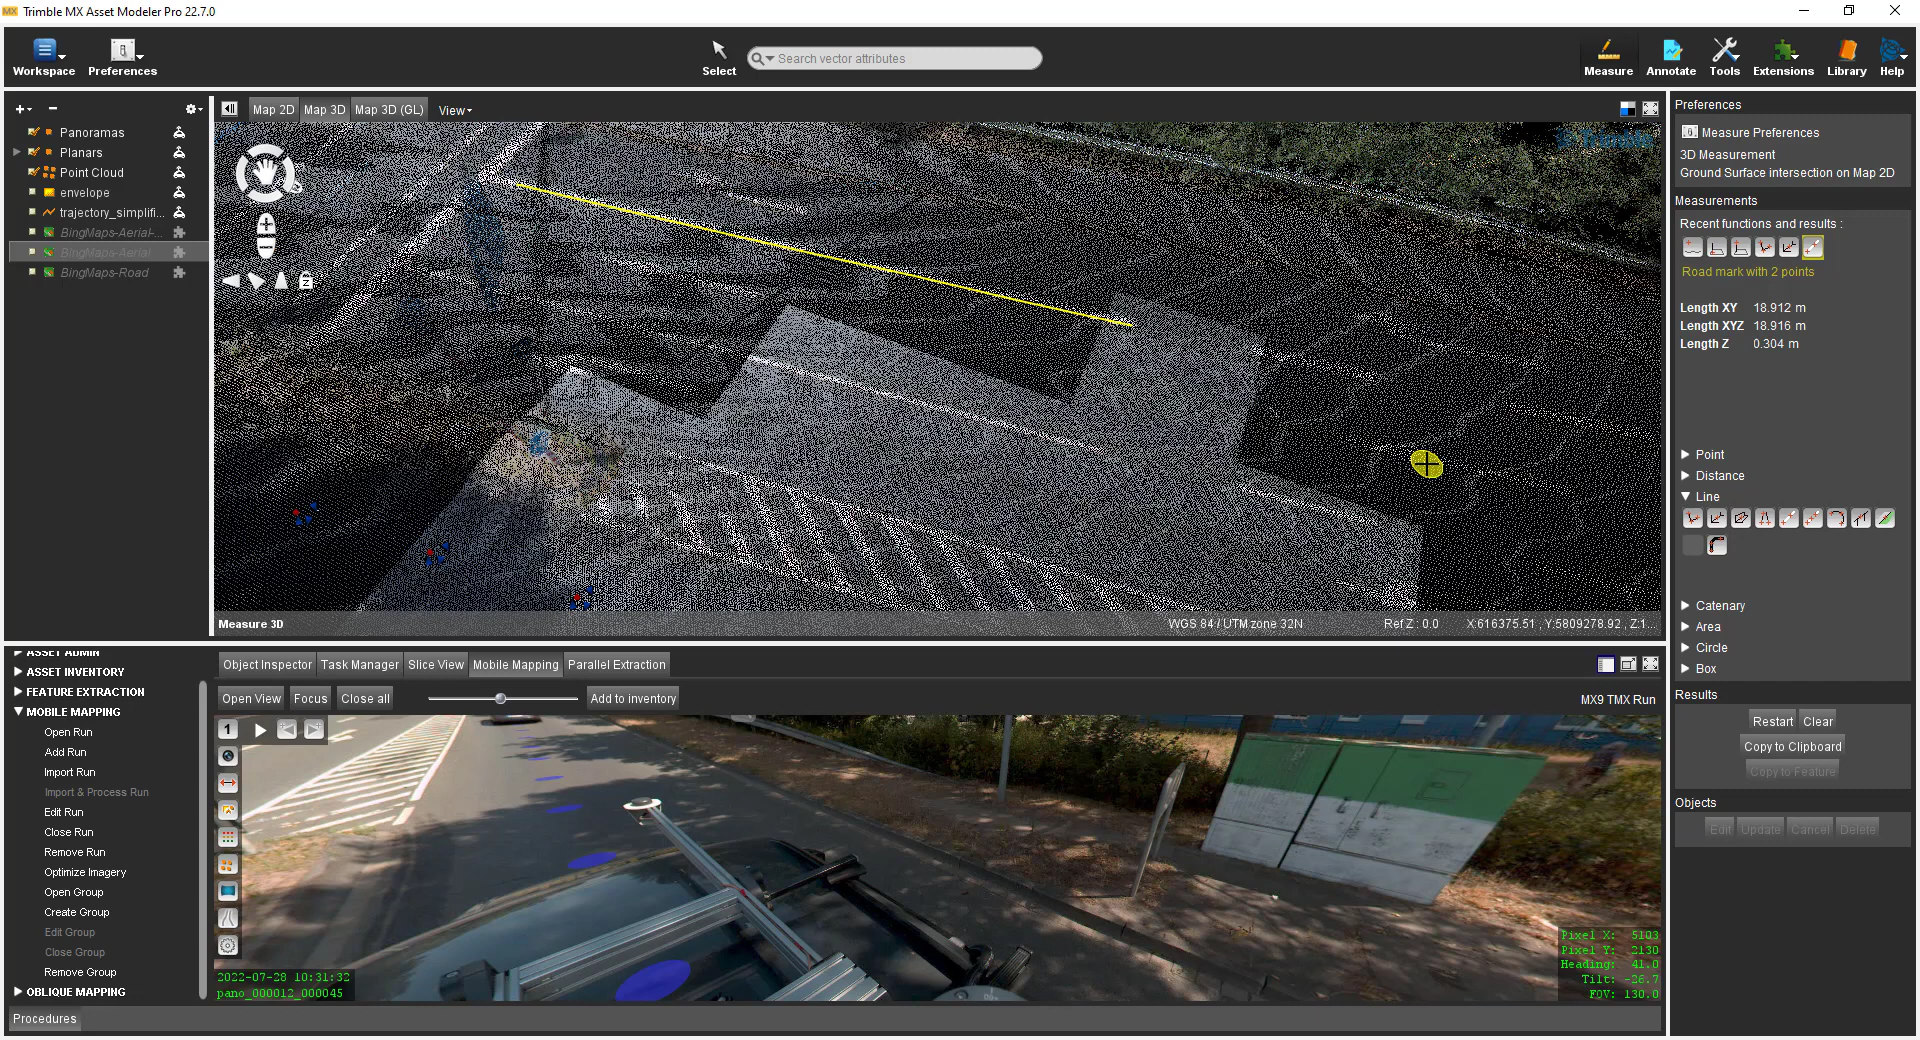 Trimble MX Asset Modeler Pro 22.7.0
Workspace
Preferences
Select
Search vector attributes
Measure
Annotate
Tools
Extensions
Library
Help
Panoramas
Planars
Point Cloud
envelope
trajectory_simplifi...
BingMaps-Aerial-...
BingMaps-Aerial
BingMaps-Road
Map 2D
Map 3D
Map 3D (GL)
View
Trimble
Z
Measure 3D
WGS 84 / UTM zone 32N
Ref Z : 0.0
X:616375.51 , Y:5809278.92 , Z:1...
Preferences
Measure Preferences
3D Measurement
Ground Surface intersection on Map 2D
Measurements
Recent functions and results :
Road mark with 2 points
Length XY 18.912 m
Length XYZ 18.916 m
Length Z 0.304 m
Point
Distance
Line
Catenary
Area
Circle
Box
Results
Restart
Clear
Copy to Clipboard
Copy to Feature
Objects
Edit
Update
Cancel
Delete
ASSET ADMIN
ASSET INVENTORY
FEATURE EXTRACTION
MOBILE MAPPING
Open Run
Add Run
Import Run
Import & Process Run
Edit Run
Close Run
Remove Run
Optimize Imagery
Open Group
Create Group
Edit Group
Close Group
Remove Group
OBLIQUE MAPPING
Procedures
Object Inspector
Task Manager
Slice View
Mobile Mapping
Parallel Extraction
Open View
Focus
Close all
Add to inventory
MX9 TMX Run
1
2022-07-28 10:31:32
pano_000012_000045
Pixel X: 5103
Pixel Y: 2130
Heading: 41.0
Tilt: -26.7
FOV: 130.0